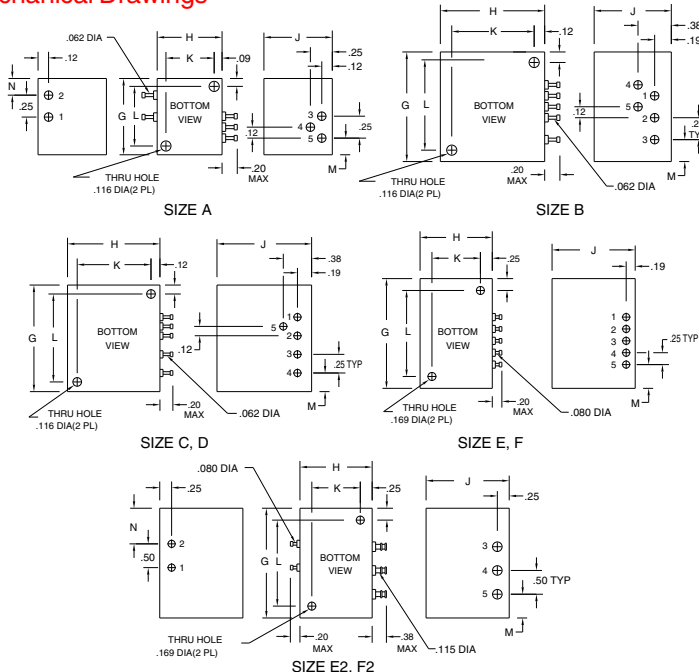 Mechanical Drawings
.062 DIA
H
K
.09
J
.25
.12
.12
N
.25
2
1
G
L
BOTTOM
VIEW
.12
3
4
5
.25
.20
MAX
M
THRU HOLE
.116 DIA(2 PL)
SIZE A
H
K
.12
J
.38
.19
G
L
BOTTOM
VIEW
4
1
5
2
3
.12
.20
MAX
M
.062 DIA
THRU HOLE
.116 DIA(2 PL)
SIZE B
H
K
.12
J
.38
.19
G
L
BOTTOM
VIEW
1
5
2
3
4
.12
.25 TYP
.20
MAX
M
.062 DIA
THRU HOLE
.116 DIA(2 PL)
SIZE C, D
H
K
.25
J
.19
G
L
BOTTOM
VIEW
1
2
3
4
5
.25 TYP
.20
MAX
M
.080 DIA
THRU HOLE
.169 DIA(2 PL)
SIZE E, F
.080 DIA
H
K
.25
J
.25
.25
N
.50
2
1
G
L
BOTTOM
VIEW
3
4
5
.50 TYP
.20
MAX
.38
MAX
.115 DIA
M
THRU HOLE
.169 DIA(2 PL)
SIZE E2, F2